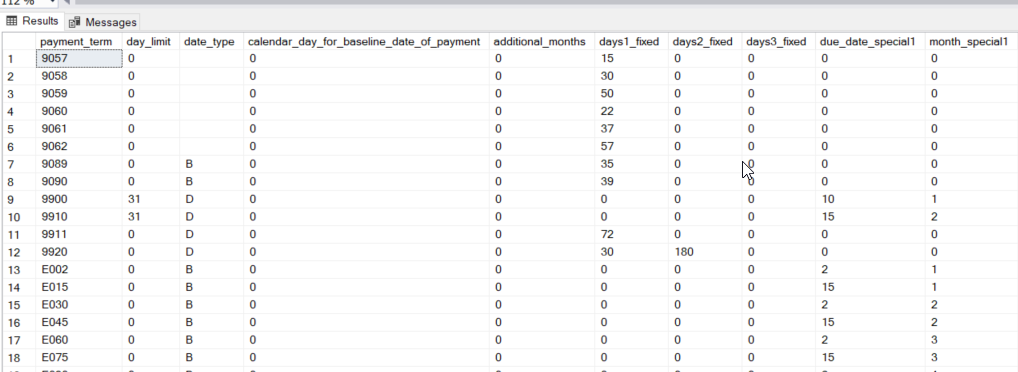 112 %
Results Messages
payment_term day_limit date_type calendar_day_for_baseline_date_of_payment additional_months days1_fixed days2_fixed days3_fixed due_date_special1 month_special1
1 9057 0 0 0 15 0 0 0 0
2 9058 0 0 0 30 0 0 0 0
3 9059 0 0 0 50 0 0 0 0
4 9060 0 0 0 22 0 0 0 0
5 9061 0 0 0 37 0 0 0 0
6 9062 0 0 0 57 0 0 0 0
7 9089 0 B 0 0 35 0 0 0 0
8 9090 0 B 0 0 39 0 0 0 0
9 9900 31 D 0 0 0 0 0 10 1
10 9910 31 D 0 0 0 0 0 15 2
11 9911 0 D 0 0 72 0 0 0 0
12 9920 0 D 0 0 30 180 0 0 0
13 E002 0 B 0 0 0 0 0 2 1
14 E015 0 B 0 0 0 0 0 15 1
15 E030 0 B 0 0 0 0 0 2 2
16 E045 0 B 0 0 0 0 0 15 2
17 E060 0 B 0 0 0 0 0 2 3
18 E075 0 B 0 0 0 0 0 15 3